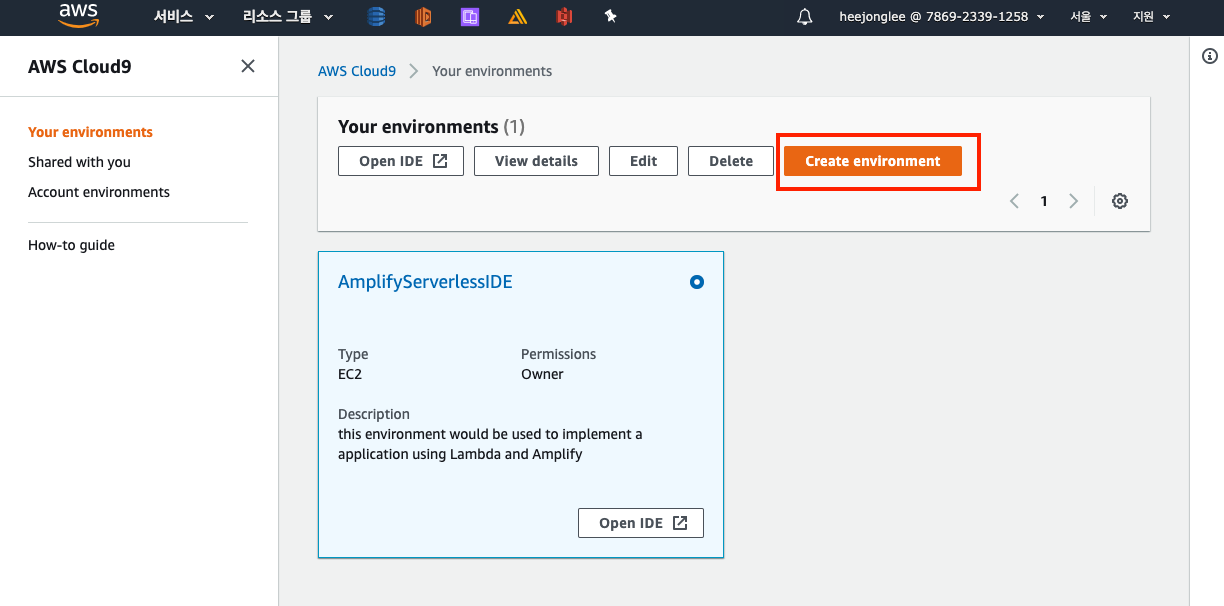 aws
서비스
리소스 그룹
heejonglee @ 7869-2339-1258
서울
지원
AWS Cloud9
Your environments
Shared with you
Account environments
How-to guide
AWS Cloud9 > Your environments
Your environments (1)
Open IDE
View details
Edit
Delete
Create environment
1
AmplifyServerlessIDE
Type
EC2
Permissions
Owner
Description
this environment would be used to implement a
application using Lambda and Amplify
Open IDE